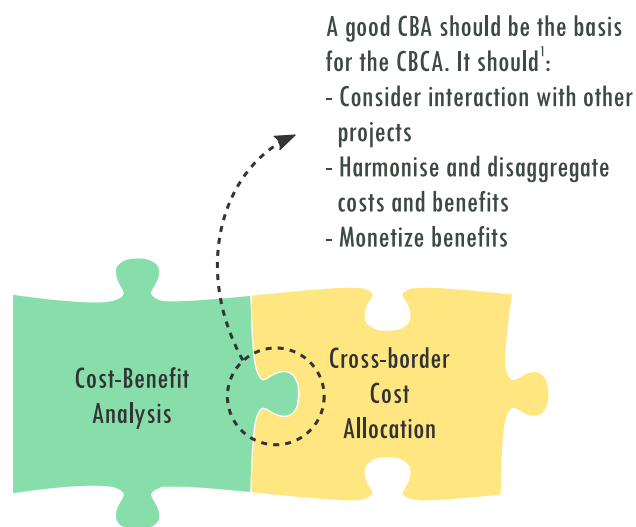 A good CBA should be the basis
for the CBCA. It should¹:
- Consider interaction with other
projects
- Harmonise and disaggregate
costs and benefits
- Monetize benefits
Cost-Benefit
Analysis
Cross-border
Cost
Allocation